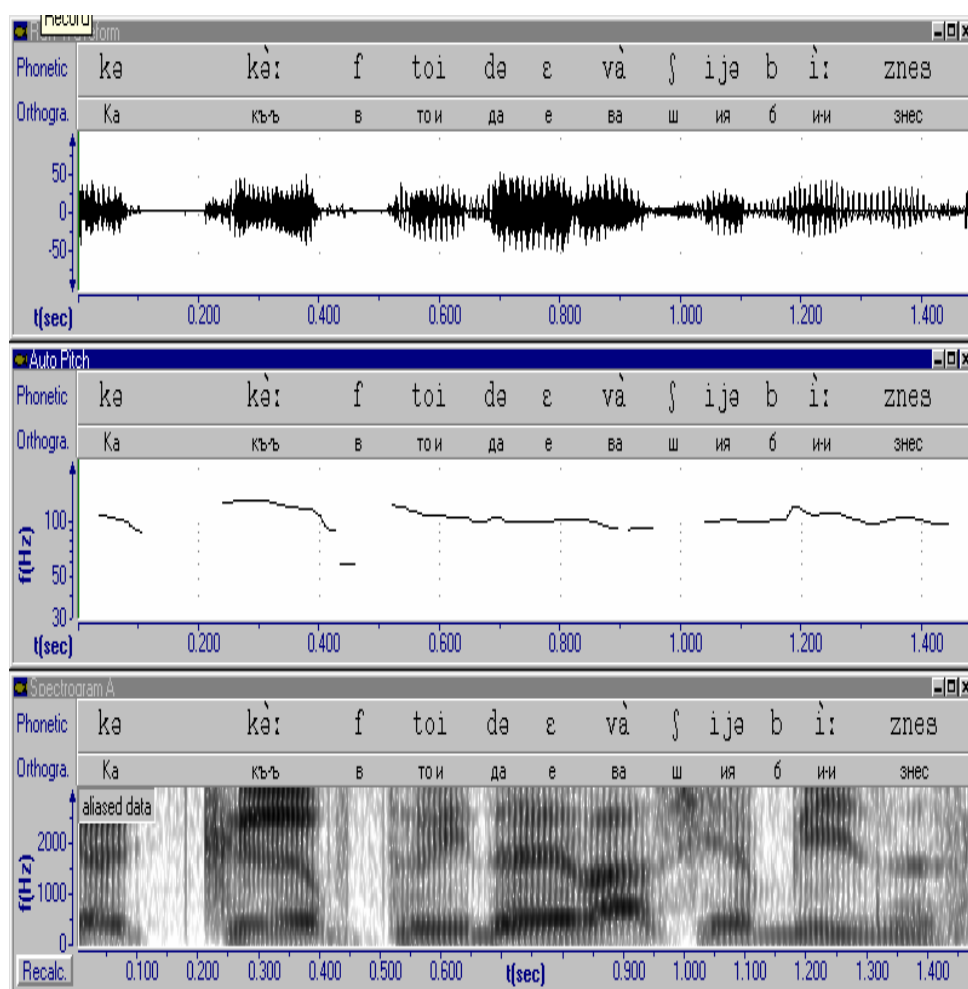 Record
Raw Waveform
Phonetic kə kə̀ː f toi də ɛ và ʃ ijə b ìː znes
Orthogra. Ка къ-ъ в то и да е ва ш ия б и-и знес
50
0
-50
t(sec) 0.200 0.400 0.600 0.800 1.000 1.200 1.400
Auto Pitch
Phonetic kə kə̀ː f toi də ɛ và ʃ ijə b ìː znes
Orthogra. Ка къ-ъ в то и да е ва ш ия б и-и знес
f(Hz)
100
50
30
t(sec) 0.200 0.400 0.600 0.800 1.000 1.200 1.400
Spectrogram A
Phonetic kə kə̀ː f toi də ɛ và ʃ ijə b ìː znes
Orthogra. Ка къ-ъ в то и да е ва ш ия б и-и знес
aliased data
f(Hz)
2000
1000
0
Recalc. 0.100 0.200 0.300 0.400 0.500 0.600 t(sec) 0.900 1.000 1.100 1.200 1.300 1.400